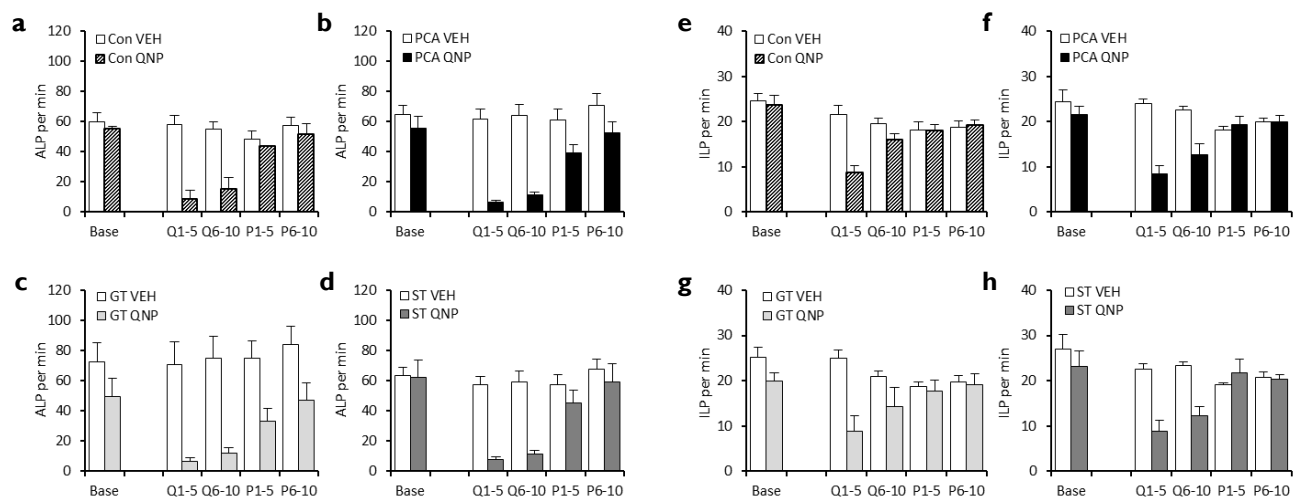 a
120
100
80
60
40
20
0
ALP per min
Con VEH
Con QNP
Base Q1-5 Q6-10 P1-5 P6-10
b
120
100
80
60
40
20
0
ALP per min
PCA VEH
PCA QNP
Base Q1-5 Q6-10 P1-5 P6-10
e
40
30
20
10
0
ILP per min
Con VEH
Con QNP
Base Q1-5 Q6-10 P1-5 P6-10
f
40
30
20
10
0
ILP per min
PCA VEH
PCA QNP
Base Q1-5 Q6-10 P1-5 P6-10
c
120
100
80
60
40
20
0
ALP per min
GT VEH
GT QNP
Base Q1-5 Q6-10 P1-5 P6-10
d
120
100
80
60
40
20
0
ALP per min
ST VEH
ST QNP
Base Q1-5 Q6-10 P1-5 P6-10
g
40
30
20
10
0
ILP per min
GT VEH
GT QNP
Base Q1-5 Q6-10 P1-5 P6-10
h
40
30
20
10
0
ILP per min
ST VEH
ST QNP
Base Q1-5 Q6-10 P1-5 P6-10